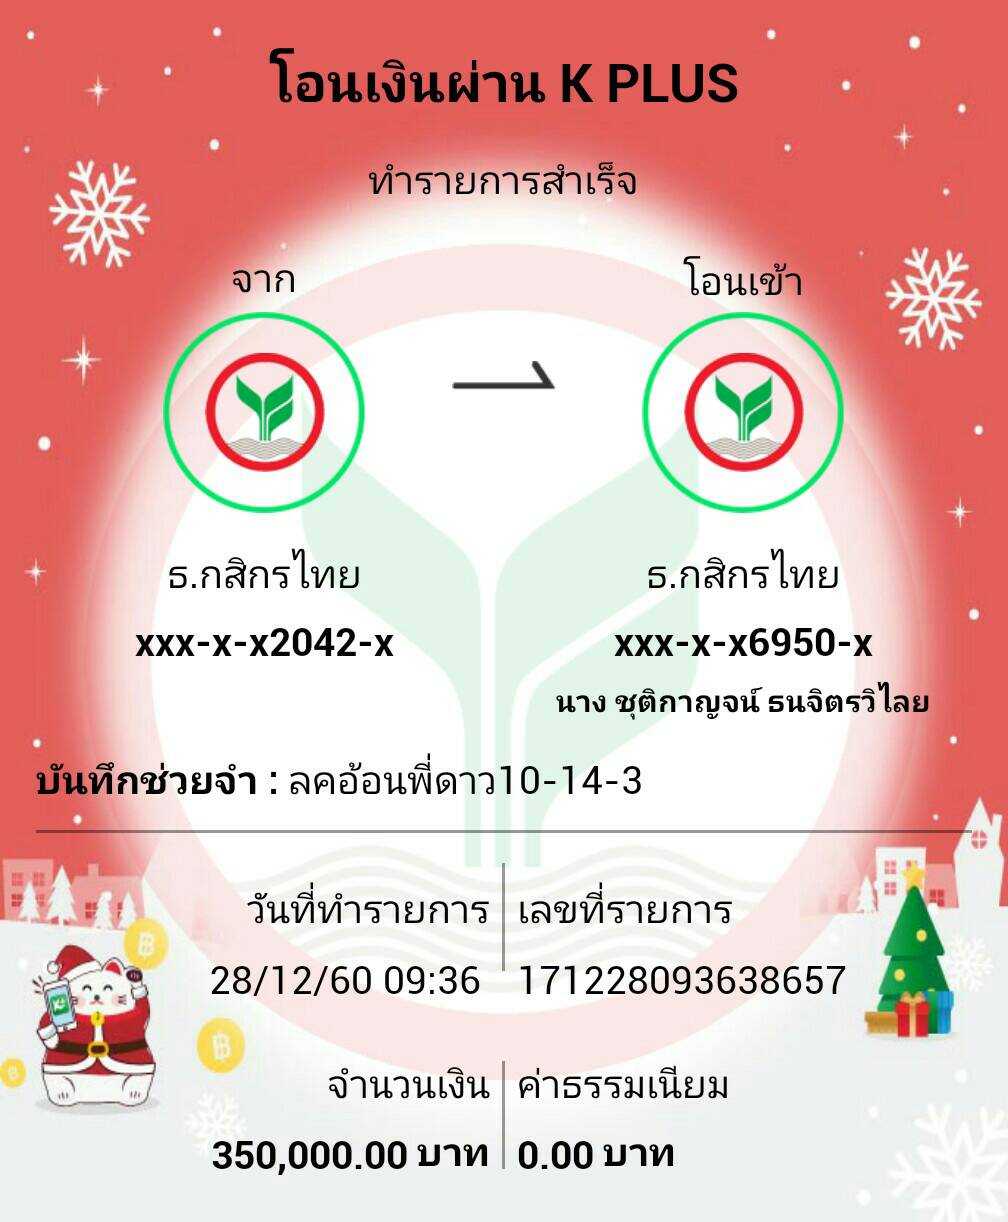 โอนเงินผ่าน K PLUS
ทำรายการสำเร็จ
จาก
โอนเข้า
ธ.กสิกรไทย
xxx-x-x2042-x
ธ.กสิกรไทย
xxx-x-x6950-x
นาง ชุติกาญจน์ ธนจิตรวิไลย
บันทึกช่วยจำ : ลคอ้อนพี่ดาว10-14-3
วันที่ทำรายการ
28/12/60 09:36
เลขที่รายการ
171228093638657
จำนวนเงิน
350,000.00 บาท
ค่าธรรมเนียม
0.00 บาท